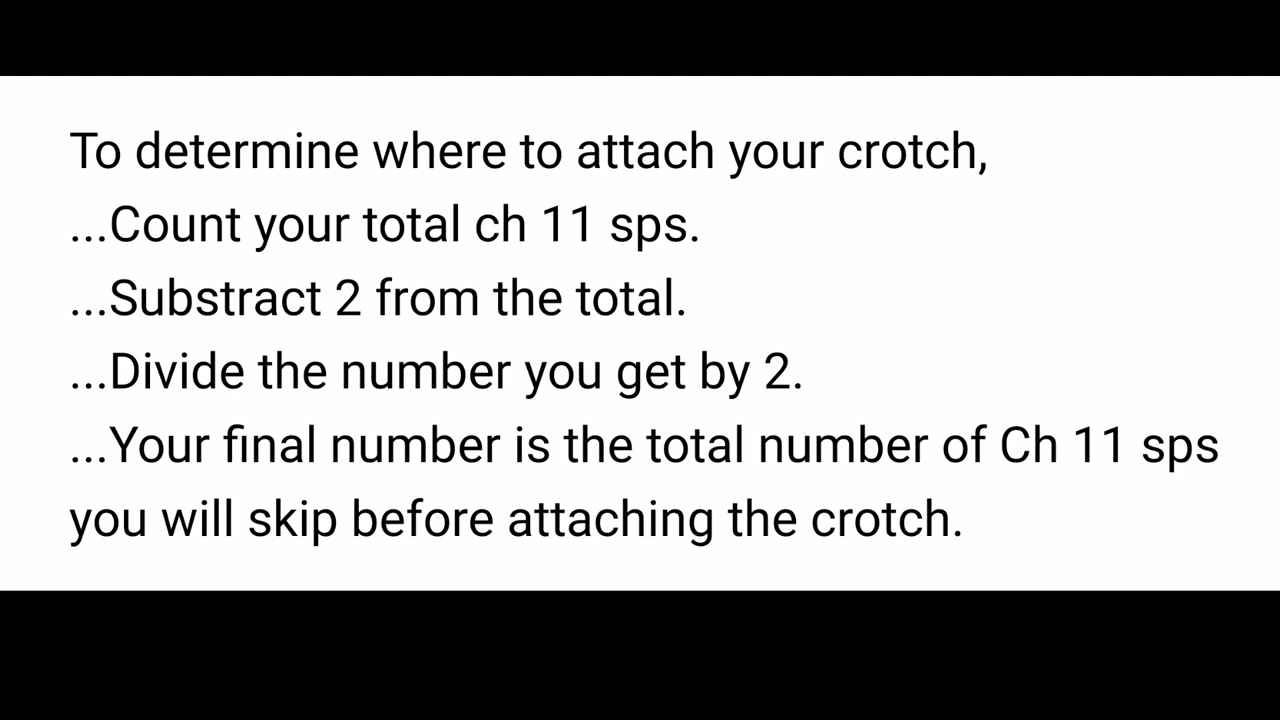 To determine where to attach your crotch,
...Count your total ch 11 sps.
...Substract 2 from the total.
...Divide the number you get by 2.
...Your final number is the total number of Ch 11 sps
you will skip before attaching the crotch.